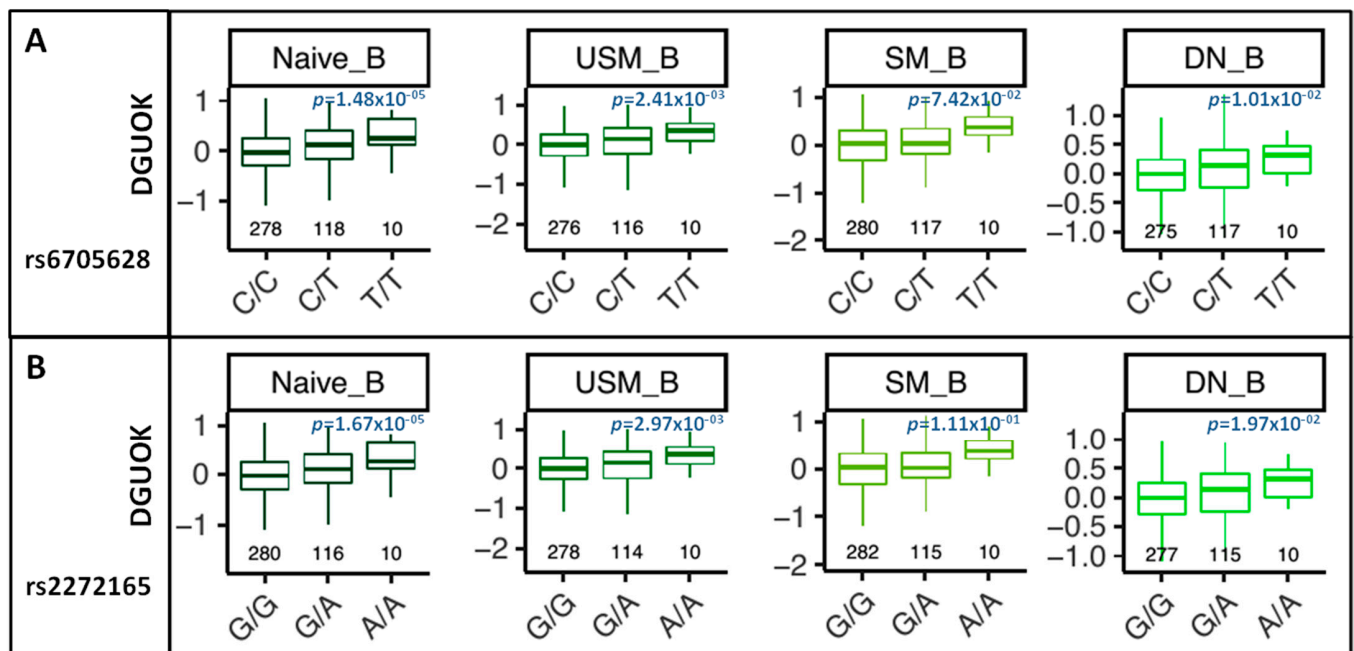 A
DGUOK
rs6705628
Naive_B
p=1.48x10⁻⁰⁵
1
0
−1
278 118 10
C/C C/T T/T
USM_B
p=2.41x10⁻⁰³
1
0
−1
−2
276 116 10
C/C C/T T/T
SM_B
p=7.42x10⁻⁰²
1
0
−1
−2
280 117 10
C/C C/T T/T
DN_B
p=1.01x10⁻⁰²
1.0
0.5
0.0
−0.5
−1.0
275 117 10
C/C C/T T/T
B
DGUOK
rs2272165
Naive_B
p=1.67x10⁻⁰⁵
1
0
−1
280 116 10
G/G G/A A/A
USM_B
p=2.97x10⁻⁰³
1
0
−1
−2
278 114 10
G/G G/A A/A
SM_B
p=1.11x10⁻⁰¹
1
0
−1
−2
282 115 10
G/G G/A A/A
DN_B
p=1.97x10⁻⁰²
1.0
0.5
0.0
−0.5
−1.0
277 115 10
G/G G/A A/A